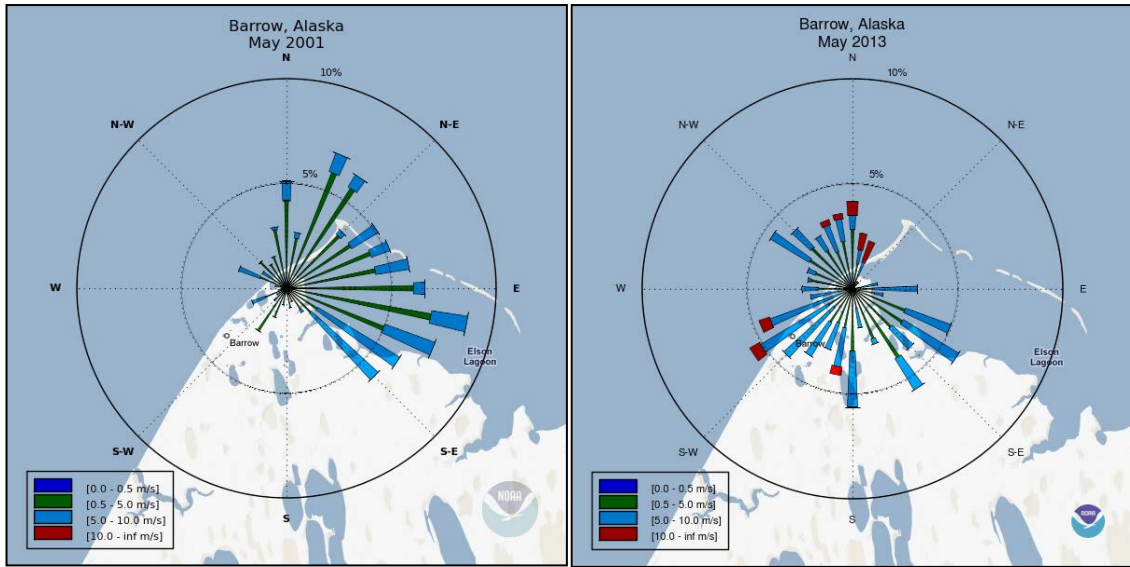 Barrow, Alaska
May 2001
N
10%
N-W
N-E
5%
W
E
Barrow
Elson
Lagoon
S-W
S-E
S
[0.0 - 0.5 m/s]
[0.5 - 5.0 m/s]
[5.0 - 10.0 m/s]
[10.0 - inf m/s]
NOAA
Barrow, Alaska
May 2013
N
10%
N-W
N-E
5%
W
E
Barrow
Elson
Lagoon
S-W
S-E
S
[0.0 - 0.5 m/s]
[0.5 - 5.0 m/s]
[5.0 - 10.0 m/s]
[10.0 - inf m/s]
NOAA